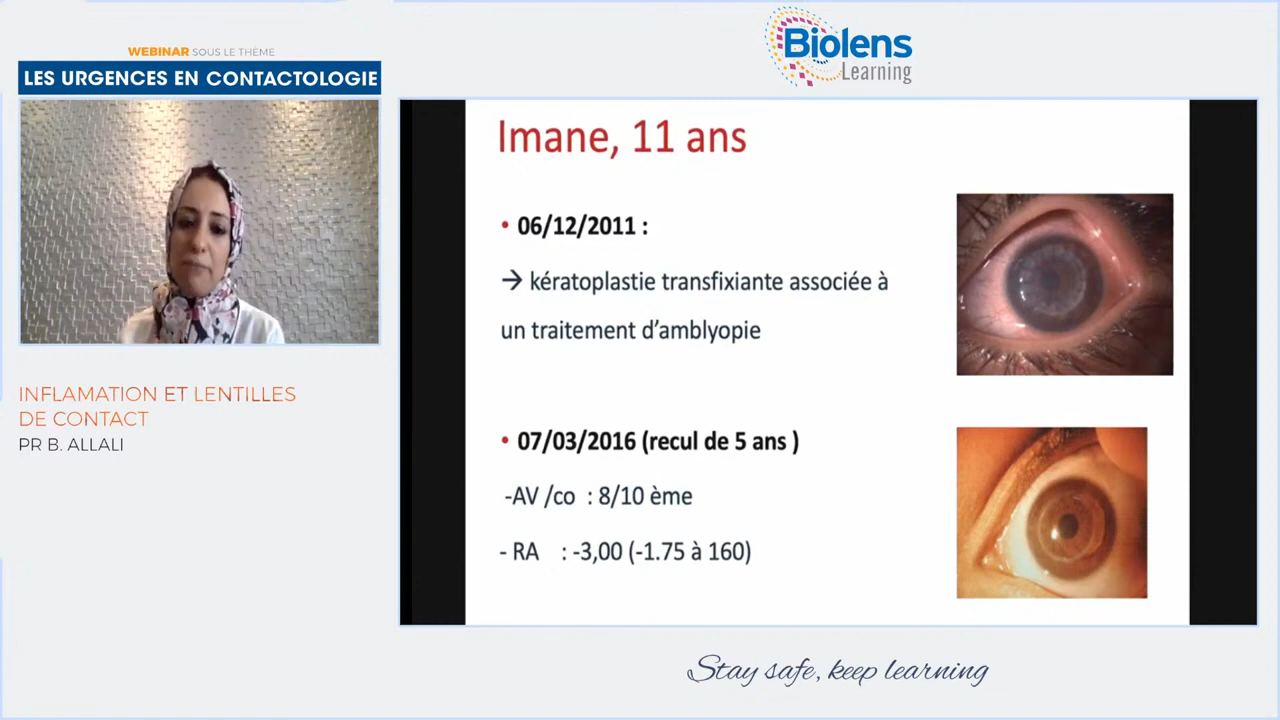 WEBINAR SOUS LE THÈME
LES URGENCES EN CONTACTOLOGIE
INFLAMATION ET LENTILLES
DE CONTACT
PR B. ALLALI
Biolens
Learning
Imane, 11 ans
• 06/12/2011 :
→ kératoplastie transfixiante associée à
un traitement d’amblyopie
• 07/03/2016 (recul de 5 ans )
-AV /co : 8/10 ème
- RA : -3,00 (-1.75 à 160)
Stay safe, keep learning